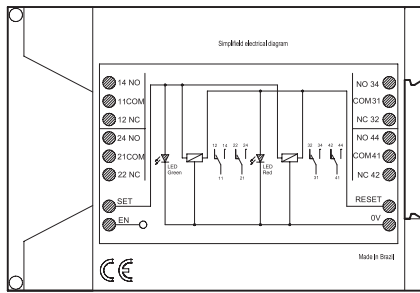 Simplifield electrical diagram
14 NO
11COM
12 NC
24 NO
21COM
22 NC
SET
EN
LED
Green
12 14
11
22 24
21
LED
Red
32 34
31
42 44
41
NO 34
COM31
NC 32
NO 44
COM41
NC 42
RESET
0V
Made in Brazil
CE